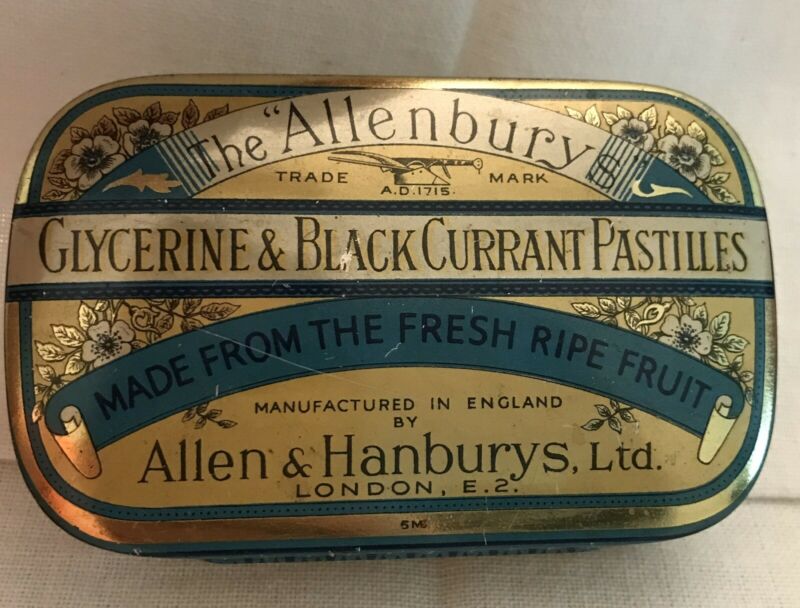 The "Allenburys"
TRADE MARK
A.D.1715.
GLYCERINE & BLACK CURRANT PASTILLES
MADE FROM THE FRESH RIPE FRUIT
MANUFACTURED IN ENGLAND
BY
Allen & Hanburys, Ltd.
LONDON, E.2.
5M.